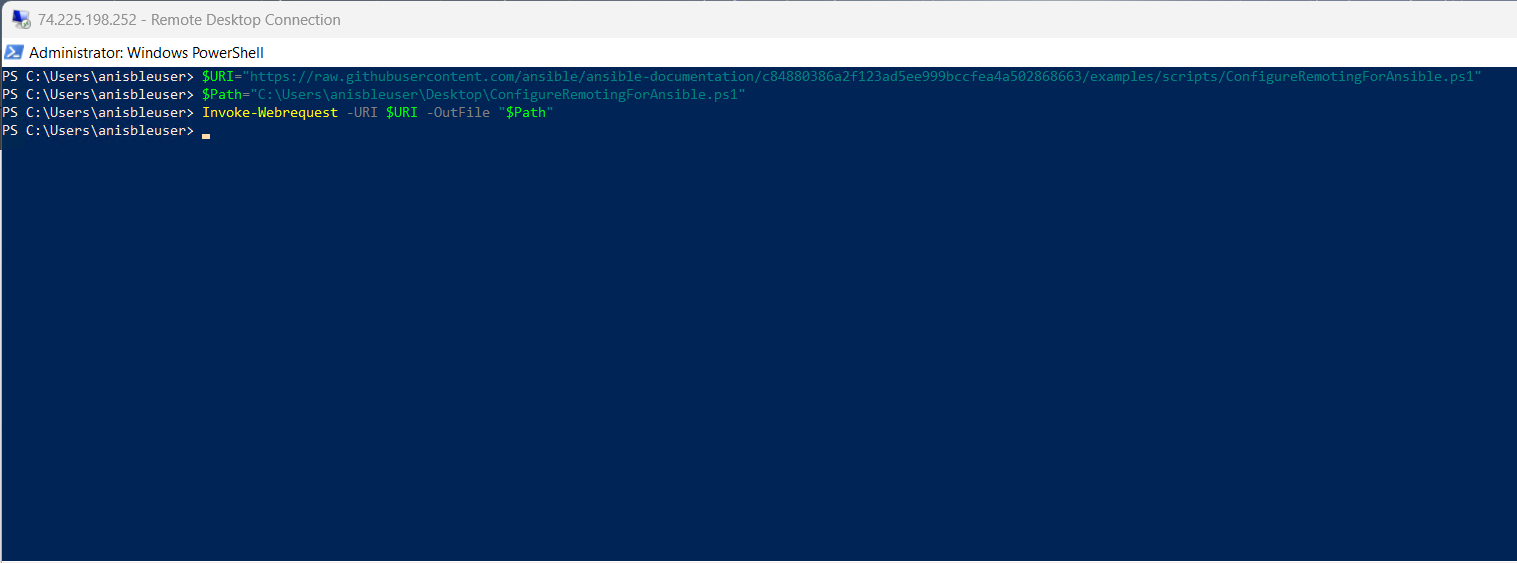 74.225.198.252 - Remote Desktop Connection
Administrator: Windows PowerShell
PS C:\Users\anisbleuser> $URI="https://raw.githubusercontent.com/ansible/ansible-documentation/c84880386a2f123ad5ee999bccfea4a502868663/examples/scripts/ConfigureRemotingForAnsible.ps1"
PS C:\Users\anisbleuser> $Path="C:\Users\anisbleuser\Desktop\ConfigureRemotingForAnsible.ps1"
PS C:\Users\anisbleuser> Invoke-Webrequest -URI $URI -OutFile "$Path"
PS C:\Users\anisbleuser>